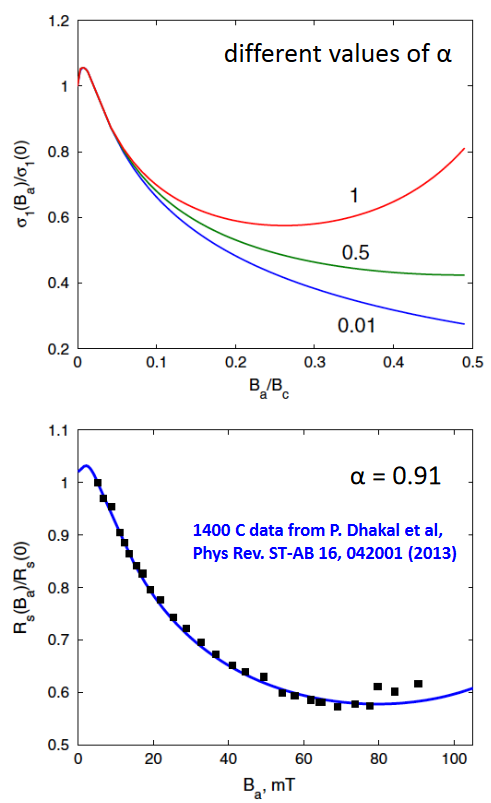 different values of α
σ₁(Bₐ)/σ₁(0)
1
0.8
0.6
0.4
0.2
1
0.5
0.01
0 0.1 0.2 0.3 0.4 0.5
Bₐ/B꜀
1.1
1
0.9
0.8
0.7
0.6
0.5
Rₛ(Bₐ)/Rₛ(0)
α = 0.91
1400 C data from P. Dhakal et al,
Phys Rev. ST-AB 16, 042001 (2013)
0 20 40 60 80 100
Bₐ, mT